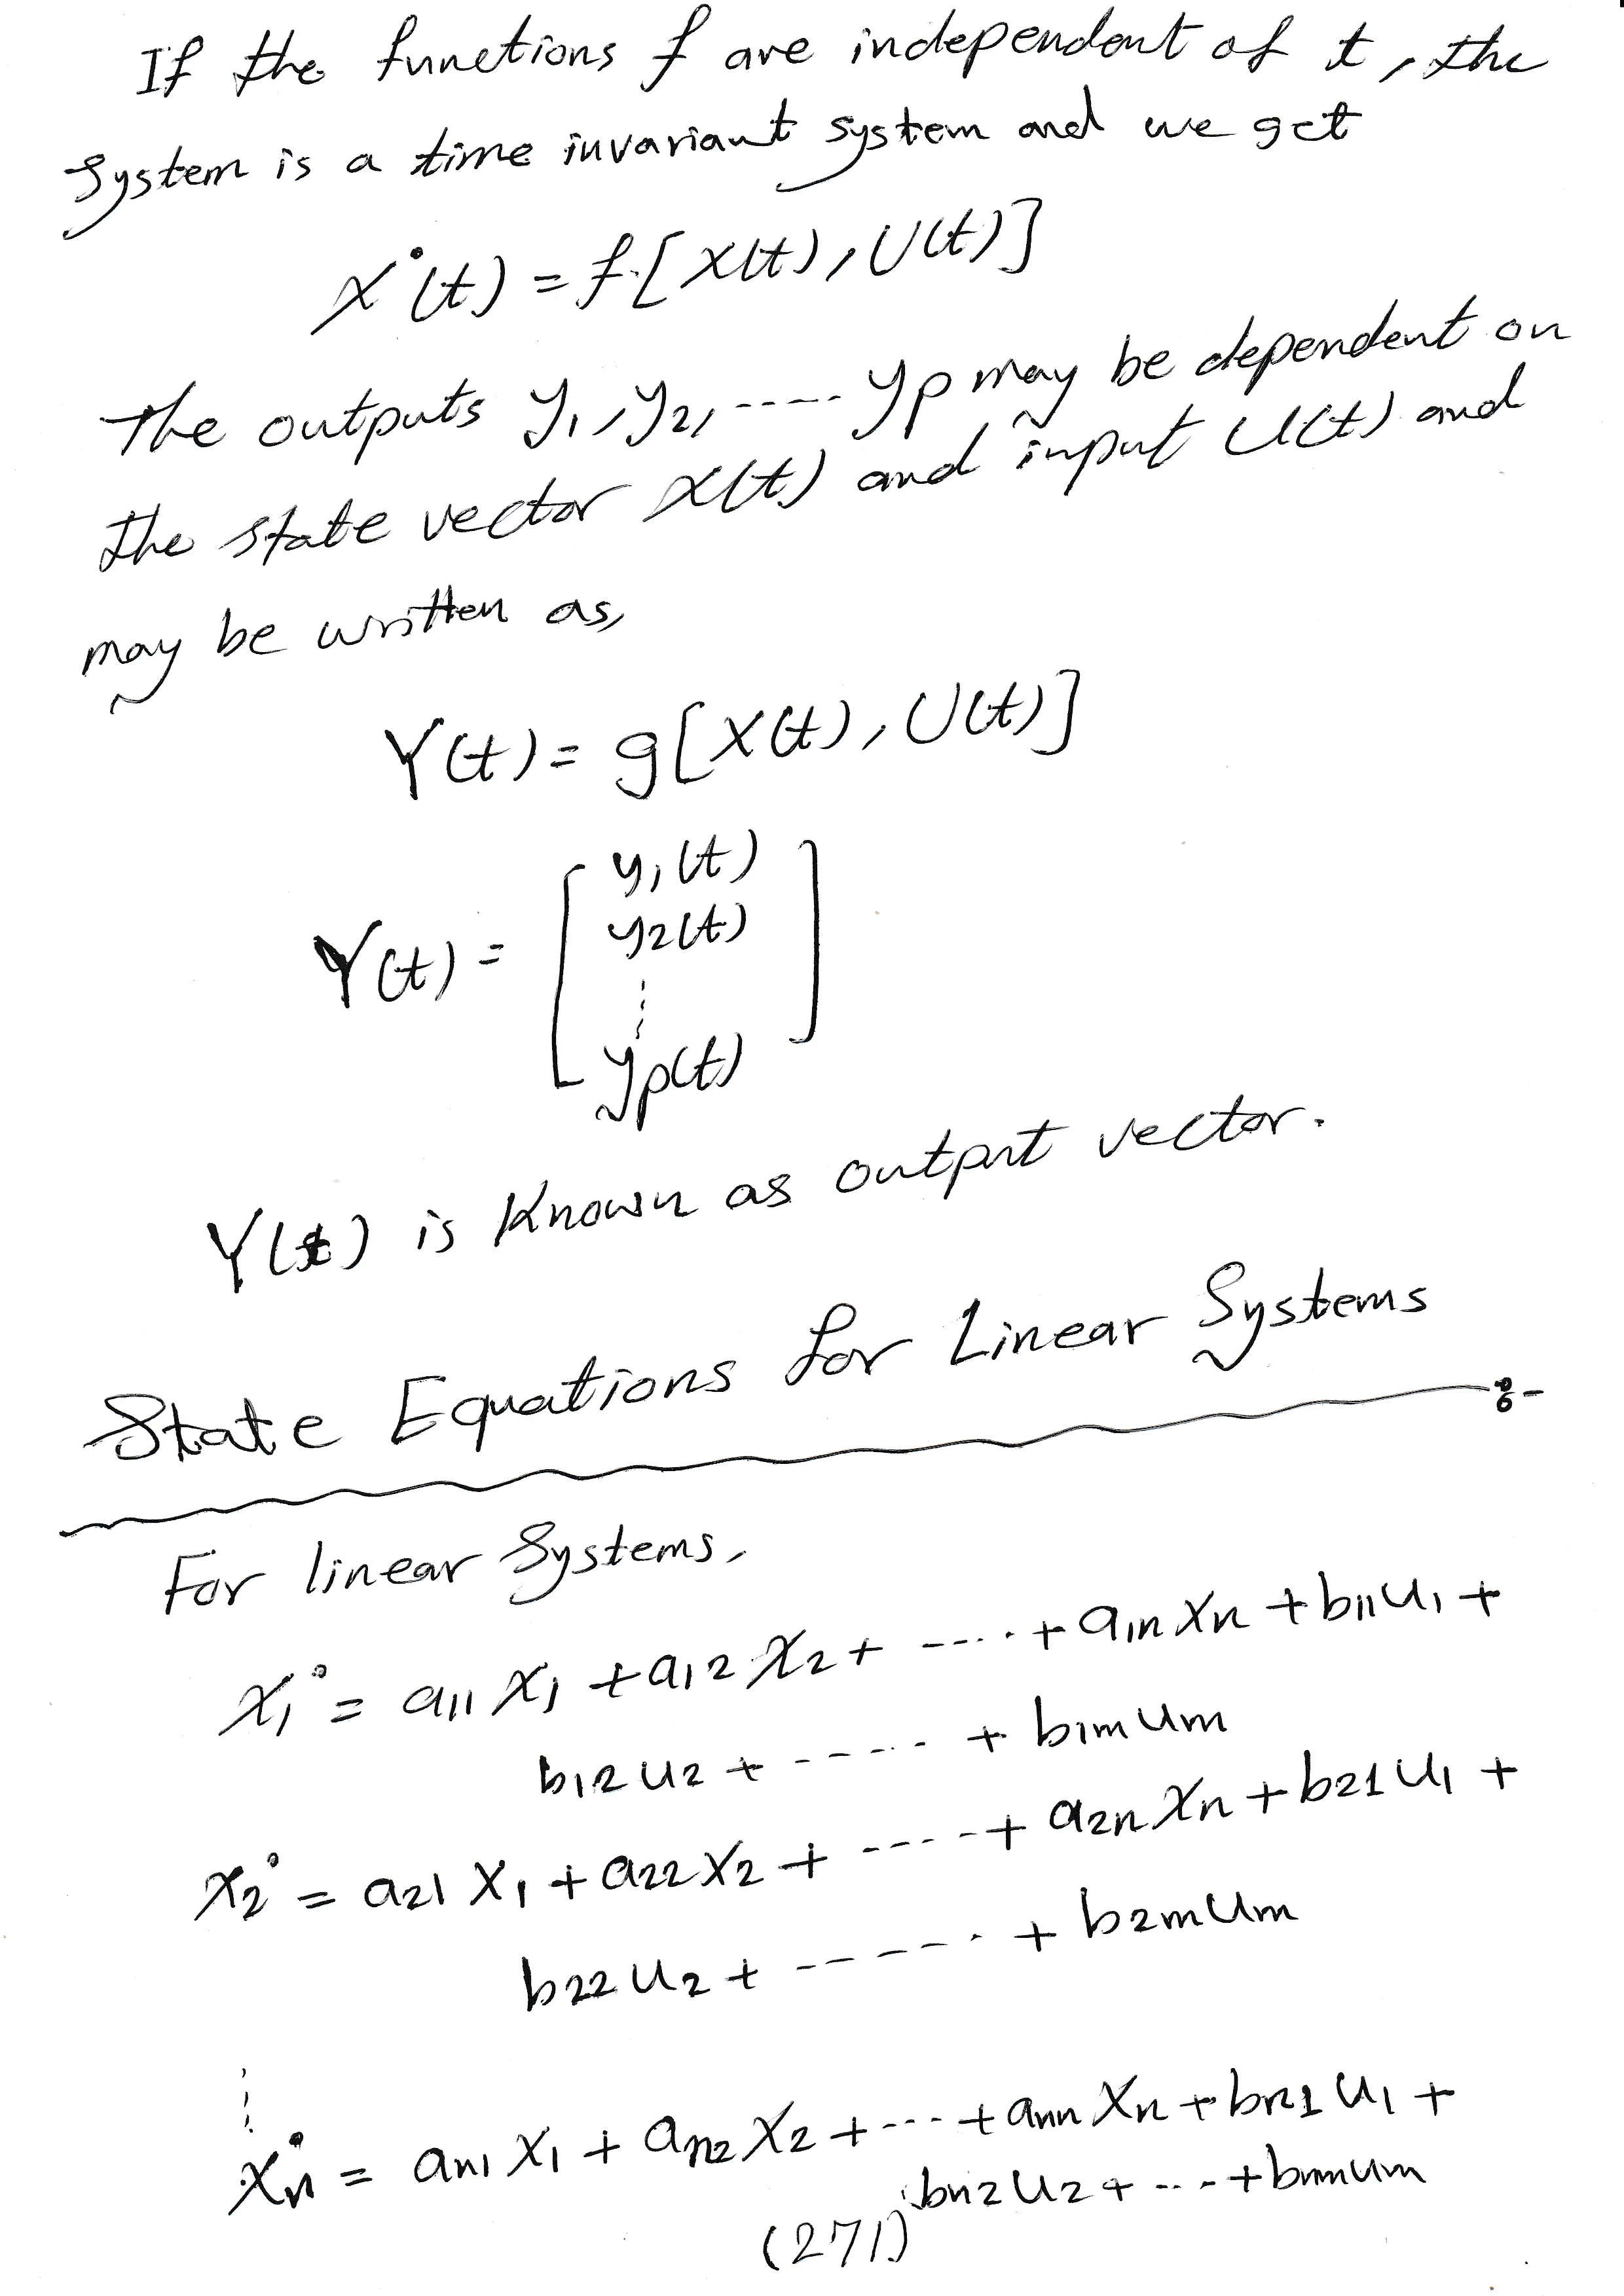 If the functions f are independent of t, the
system is a time invariant system and we get
Ẋ(t) = f[X(t), U(t)]
The outputs y1, y2, ----- yp may be dependent on
the state vector X(t) and input U(t) and
may be written as,
Y(t) = g[X(t), U(t)]
Y(t) = [ y1(t)
y2(t)
⋮
yp(t) ]
Y(t) is Known as output vector.
State Equations for Linear Systems :-
For linear Systems,
ẋ1 = a11 x1 + a12 x2 + ----- + a1n xn + b11 u1 +
b12 u2 + ------ + b1m um
ẋ2 = a21 x1 + a22 x2 + ----- + a2n xn + b21 u1 +
b22 u2 + ------ + b2m um
⋮
ẋn = an1 x1 + an2 x2 + ---- + ann xn + bn1 u1 +
bn2 u2 + ---- + bnm um
(271)